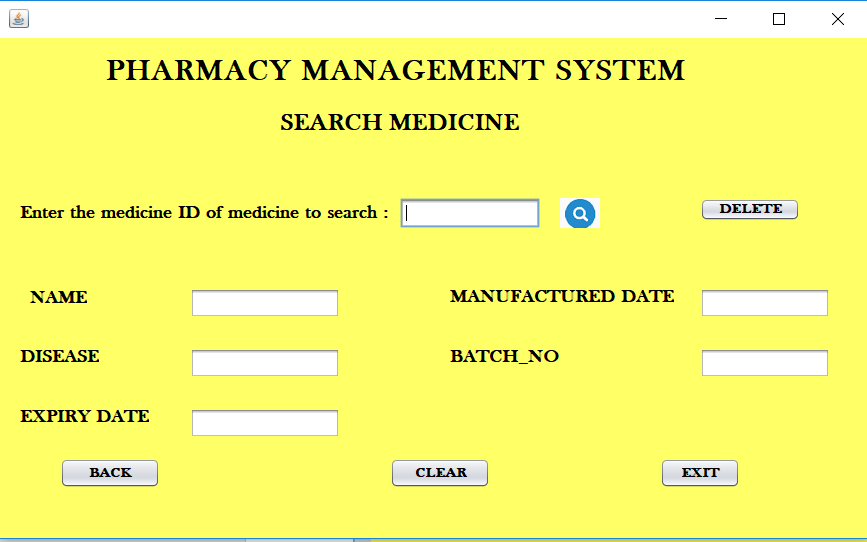 PHARMACY MANAGEMENT SYSTEM
SEARCH MEDICINE
Enter the medicine ID of medicine to search :
DELETE
NAME
MANUFACTURED DATE
DISEASE
BATCH_NO
EXPIRY DATE
BACK
CLEAR
EXIT